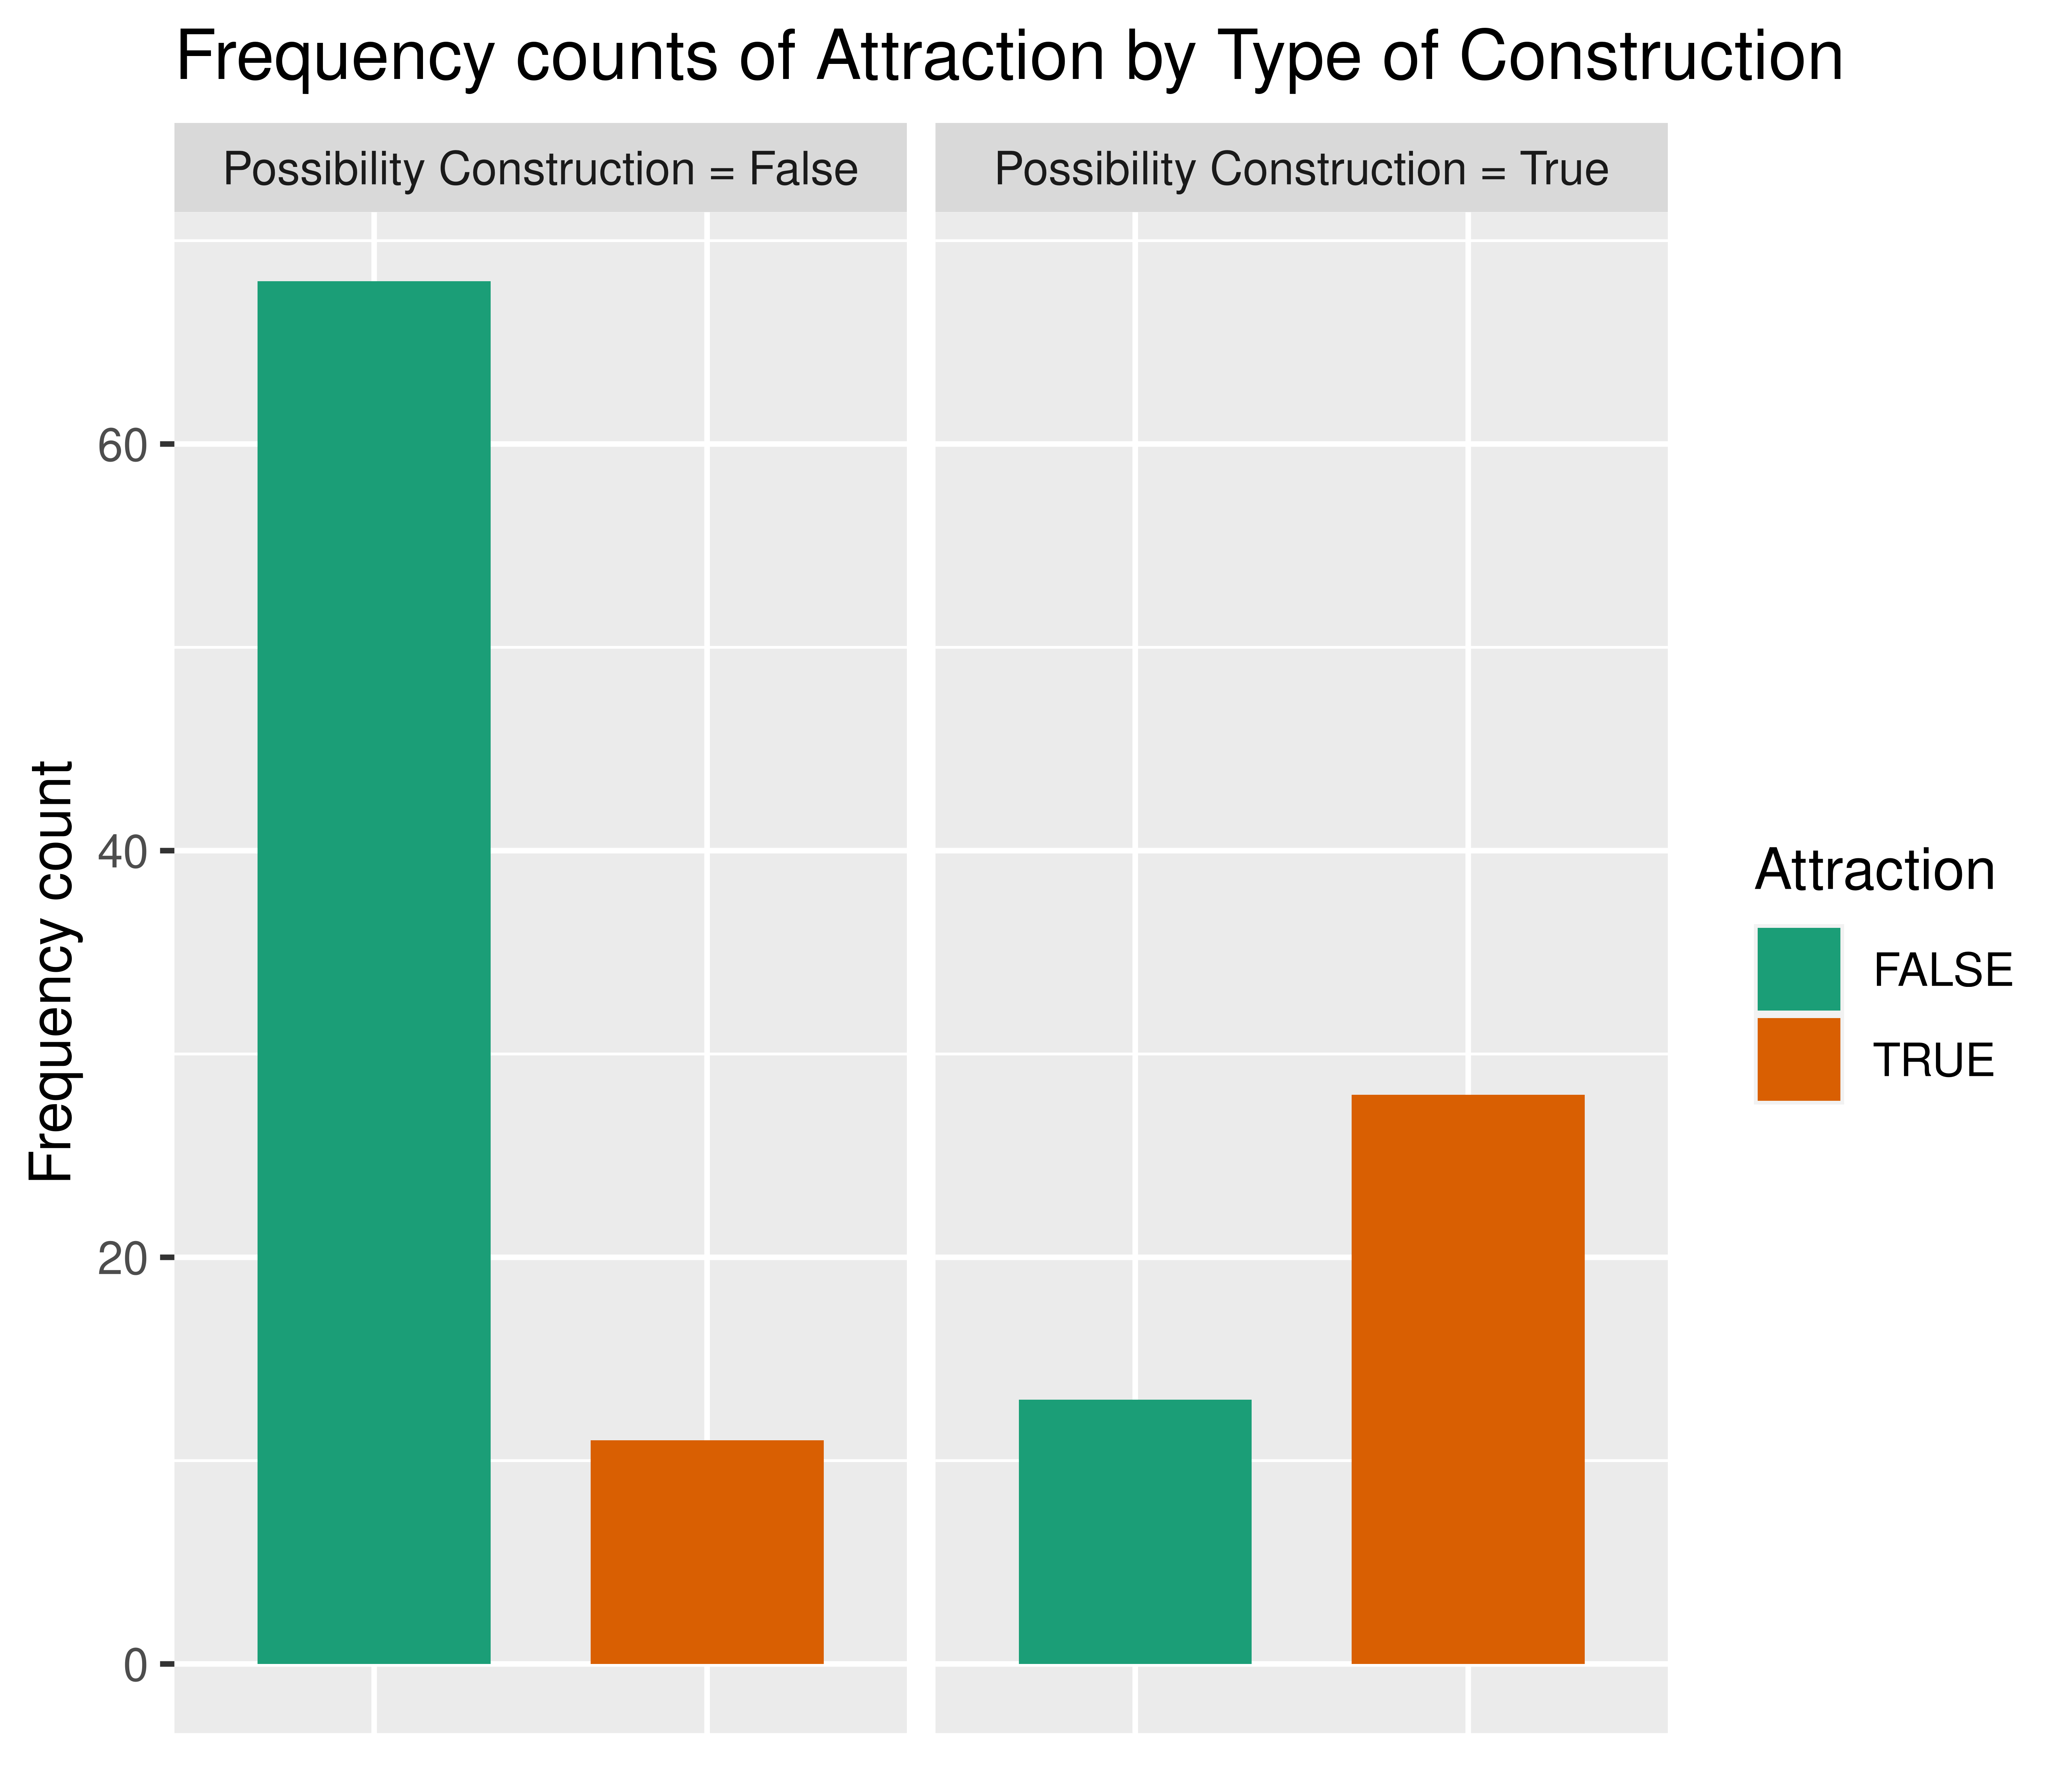 Frequency counts of Attraction by Type of Construction
Possibility Construction = False
Possibility Construction = True
60
40
20
0
Frequency count
Attraction
FALSE
TRUE